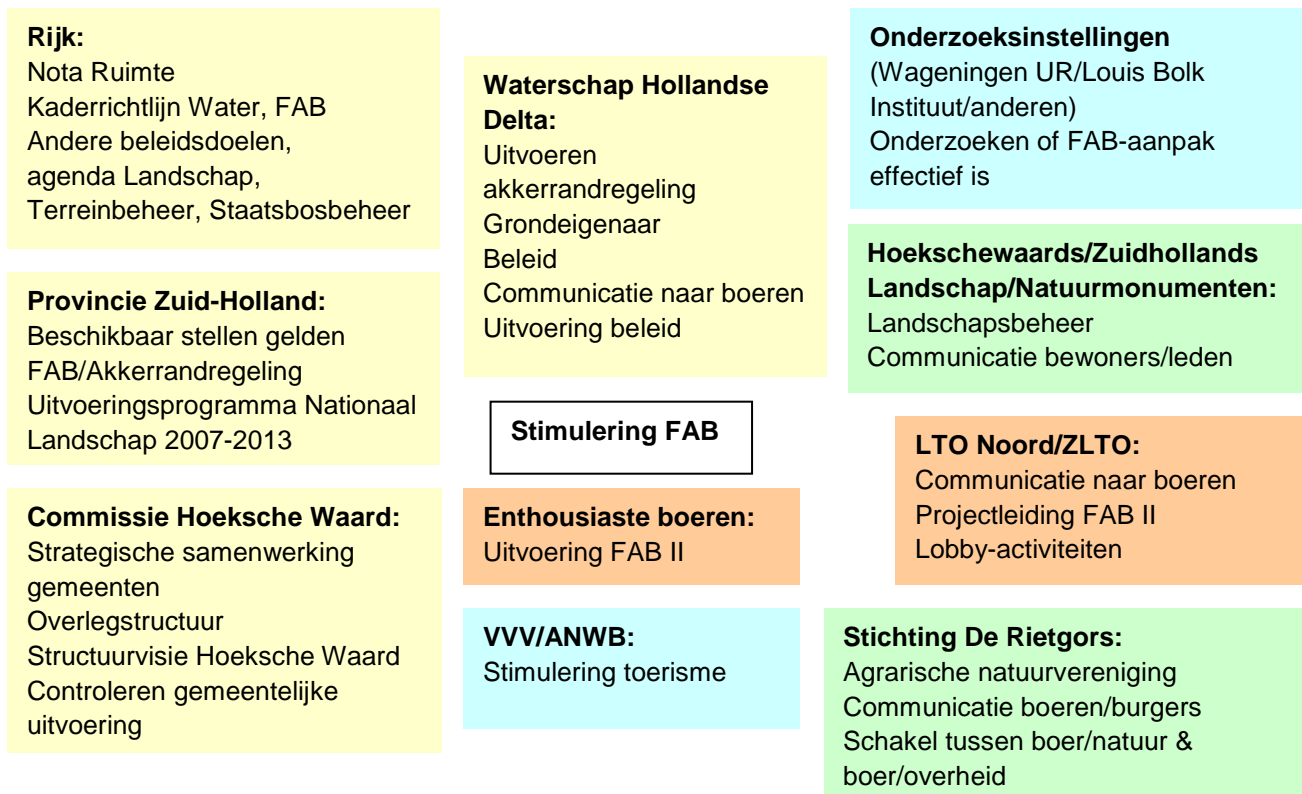 Rijk:
Nota Ruimte
Kaderrichtlijn Water, FAB
Andere beleidsdoelen,
agenda Landschap,
Terreinbeheer, Staatsbosbeheer
Provincie Zuid-Holland:
Beschikbaar stellen gelden
FAB/Akkerrandregeling
Uitvoeringsprogramma Nationaal
Landschap 2007-2013
Commissie Hoeksche Waard:
Strategische samenwerking
gemeenten
Overlegstructuur
Structuurvisie Hoeksche Waard
Controleren gemeentelijke
uitvoering
Waterschap Hollandse
Delta:
Uitvoeren
akkerrandregeling
Grondeigenaar
Beleid
Communicatie naar boeren
Uitvoering beleid
Stimulering FAB
Enthousiaste boeren:
Uitvoering FAB II
VVV/ANWB:
Stimulering toerisme
Onderzoeksinstellingen
(Wageningen UR/Louis Bolk
Instituut/anderen)
Onderzoeken of FAB-aanpak
effectief is
Hoekschewaards/Zuidhollands
Landschap/Natuurmonumenten:
Landschapsbeheer
Communicatie bewoners/leden
LTO Noord/ZLTO:
Communicatie naar boeren
Projectleiding FAB II
Lobby-activiteiten
Stichting De Rietgors:
Agrarische natuurvereniging
Communicatie boeren/burgers
Schakel tussen boer/natuur &
boer/overheid